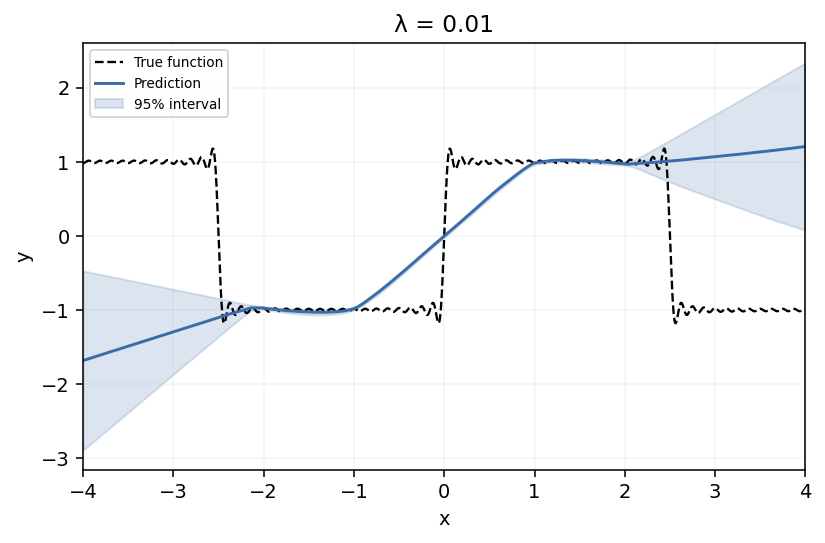 λ = 0.01
True function
Prediction
95% interval
2
1
0
−1
−2
−3
y
−4 −3 −2 −1 0 1 2 3 4
x